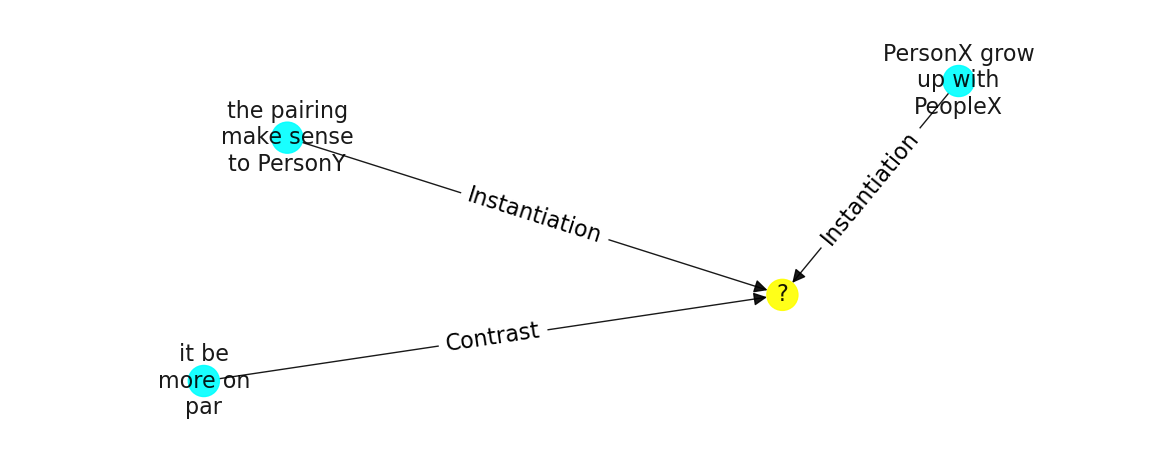 PersonX grow
up with
PeopleX
the pairing
make sense
to PersonY
Instantiation
Instantiation
?
Contrast
it be
more on
par